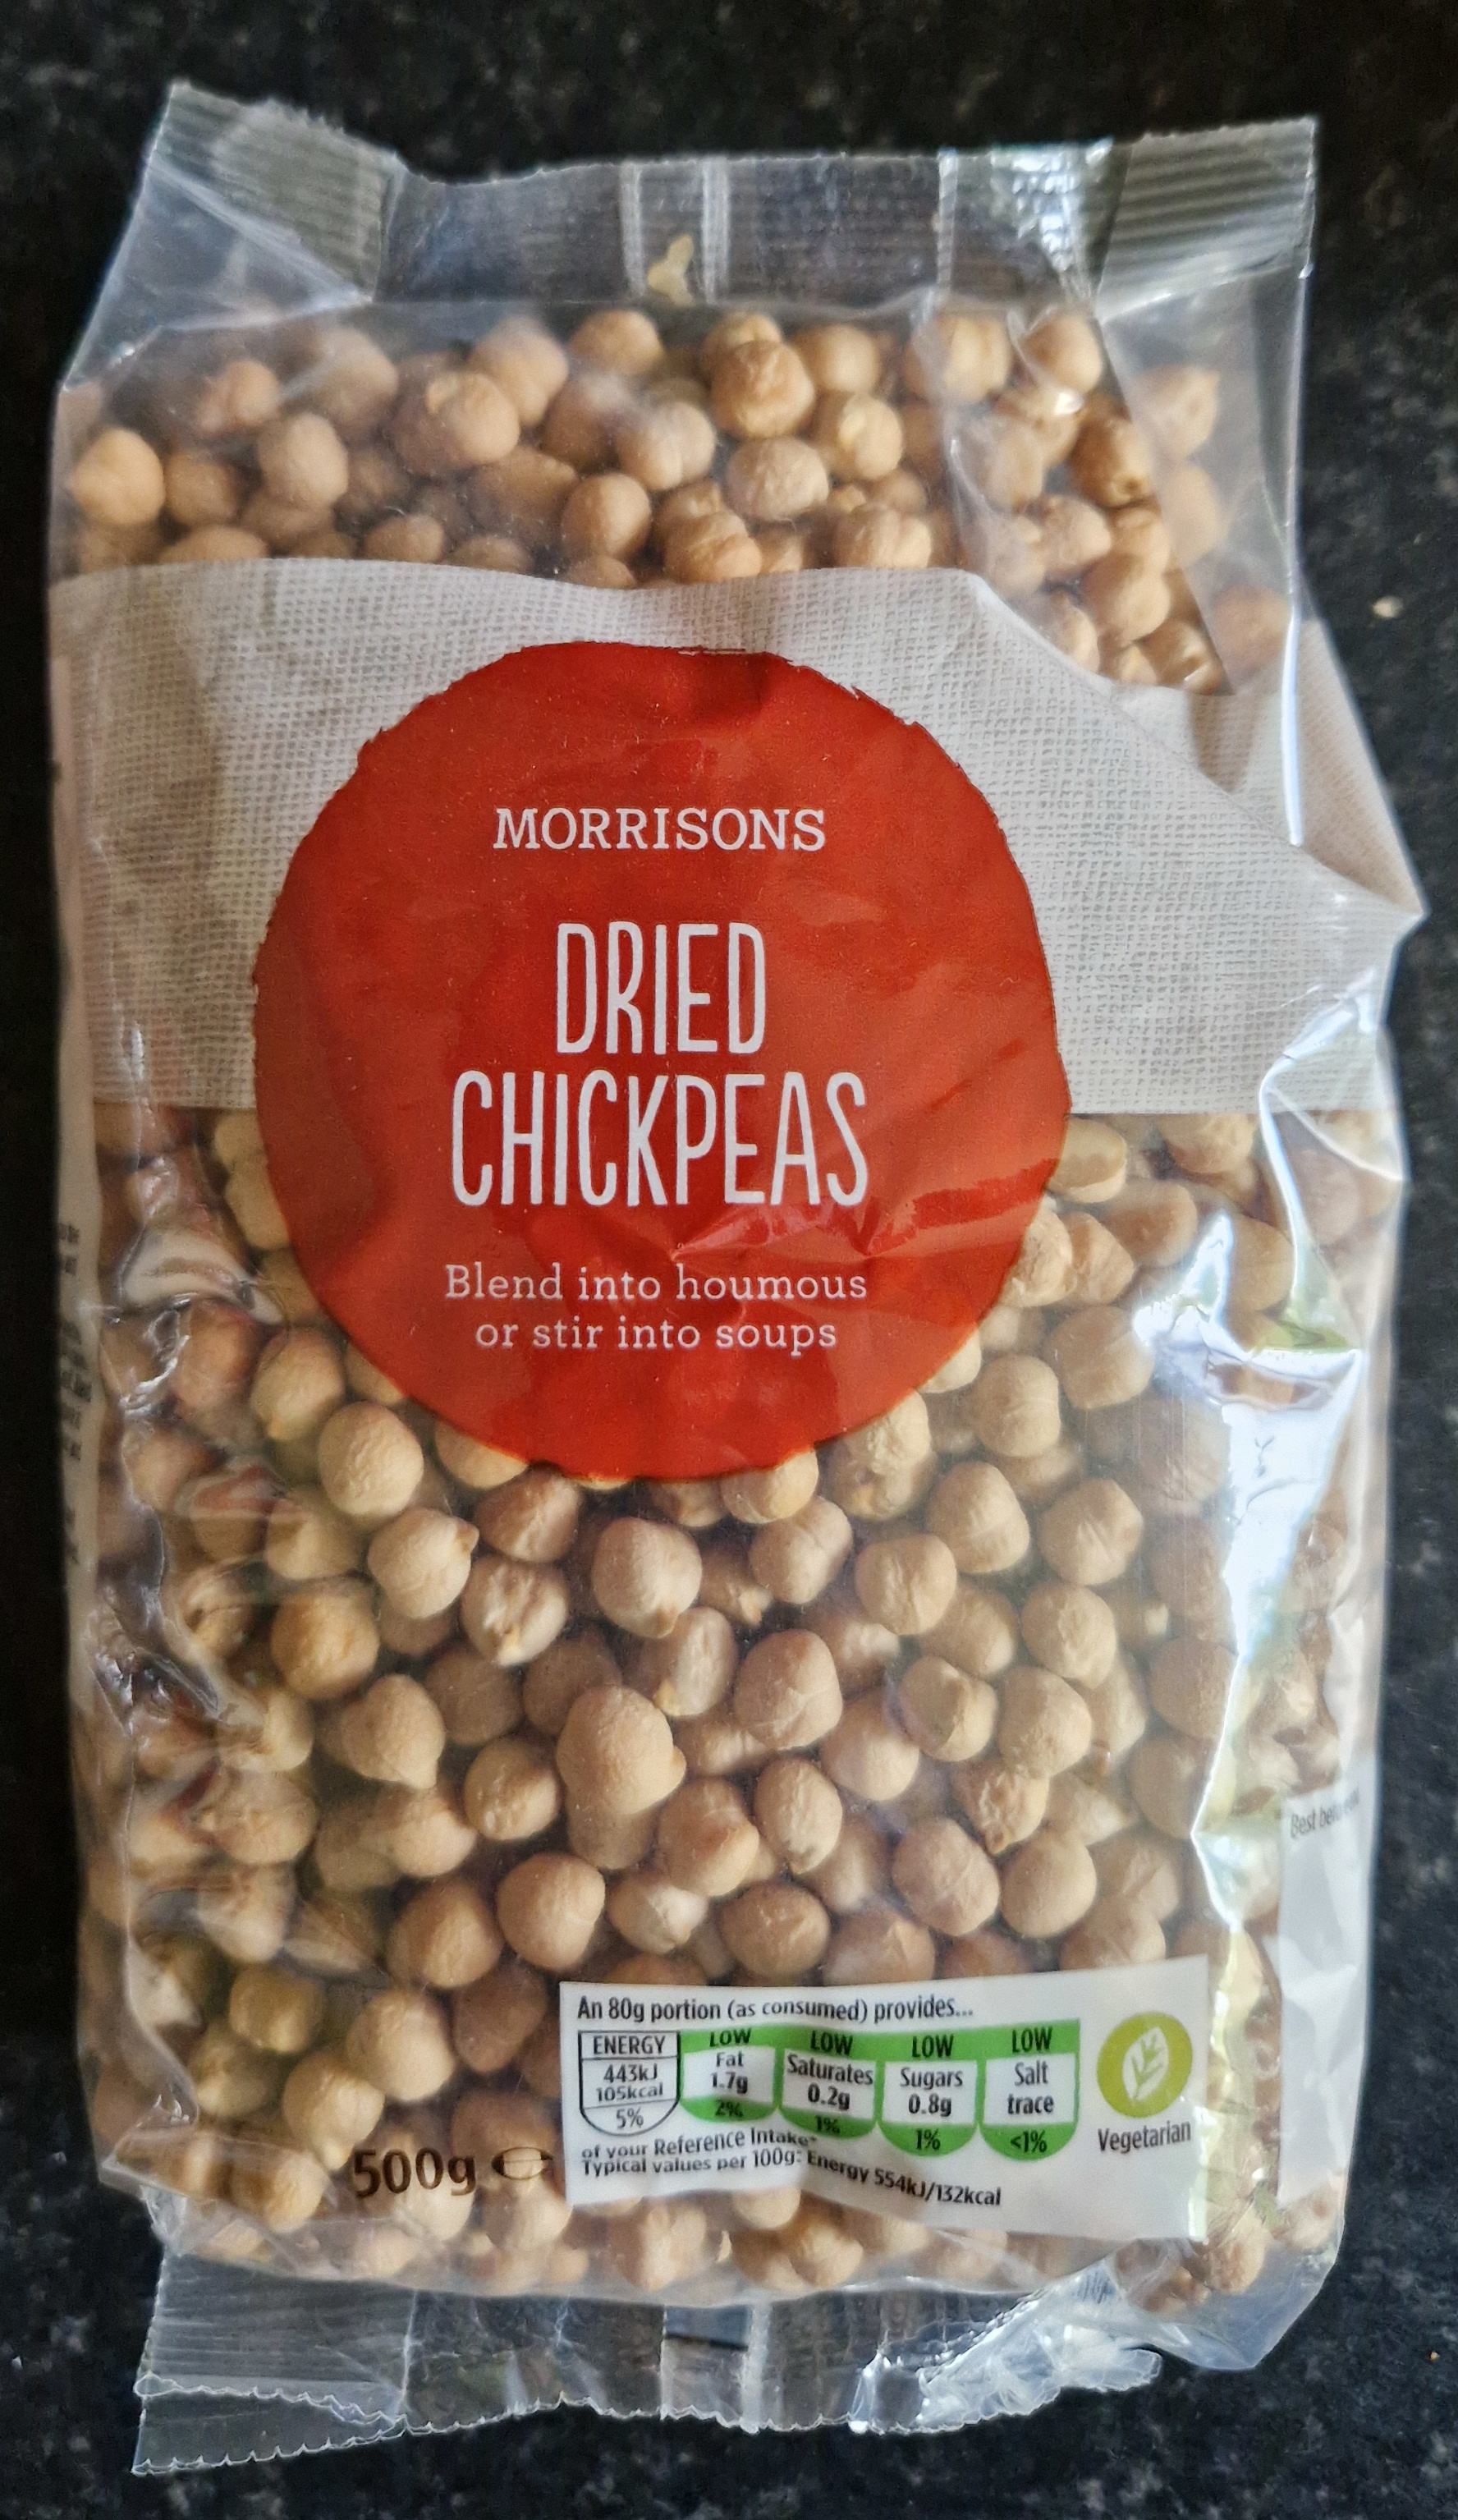 MORRISONS
DRIED
CHICKPEAS
Blend into houmous
or stir into soups
Best
An 80g portion (as consumed) provides...
ENERGY
443kJ
105kcal
5%
LOW
Fat
1.7g
2%
LOW
Saturates
0.2g
1%
LOW
Sugars
0.8g
1%
LOW
Salt
trace
<1%
Vegetarian
of your Reference Intake*
Typical values per 100g: Energy 554kJ/132kcal
500g ℮